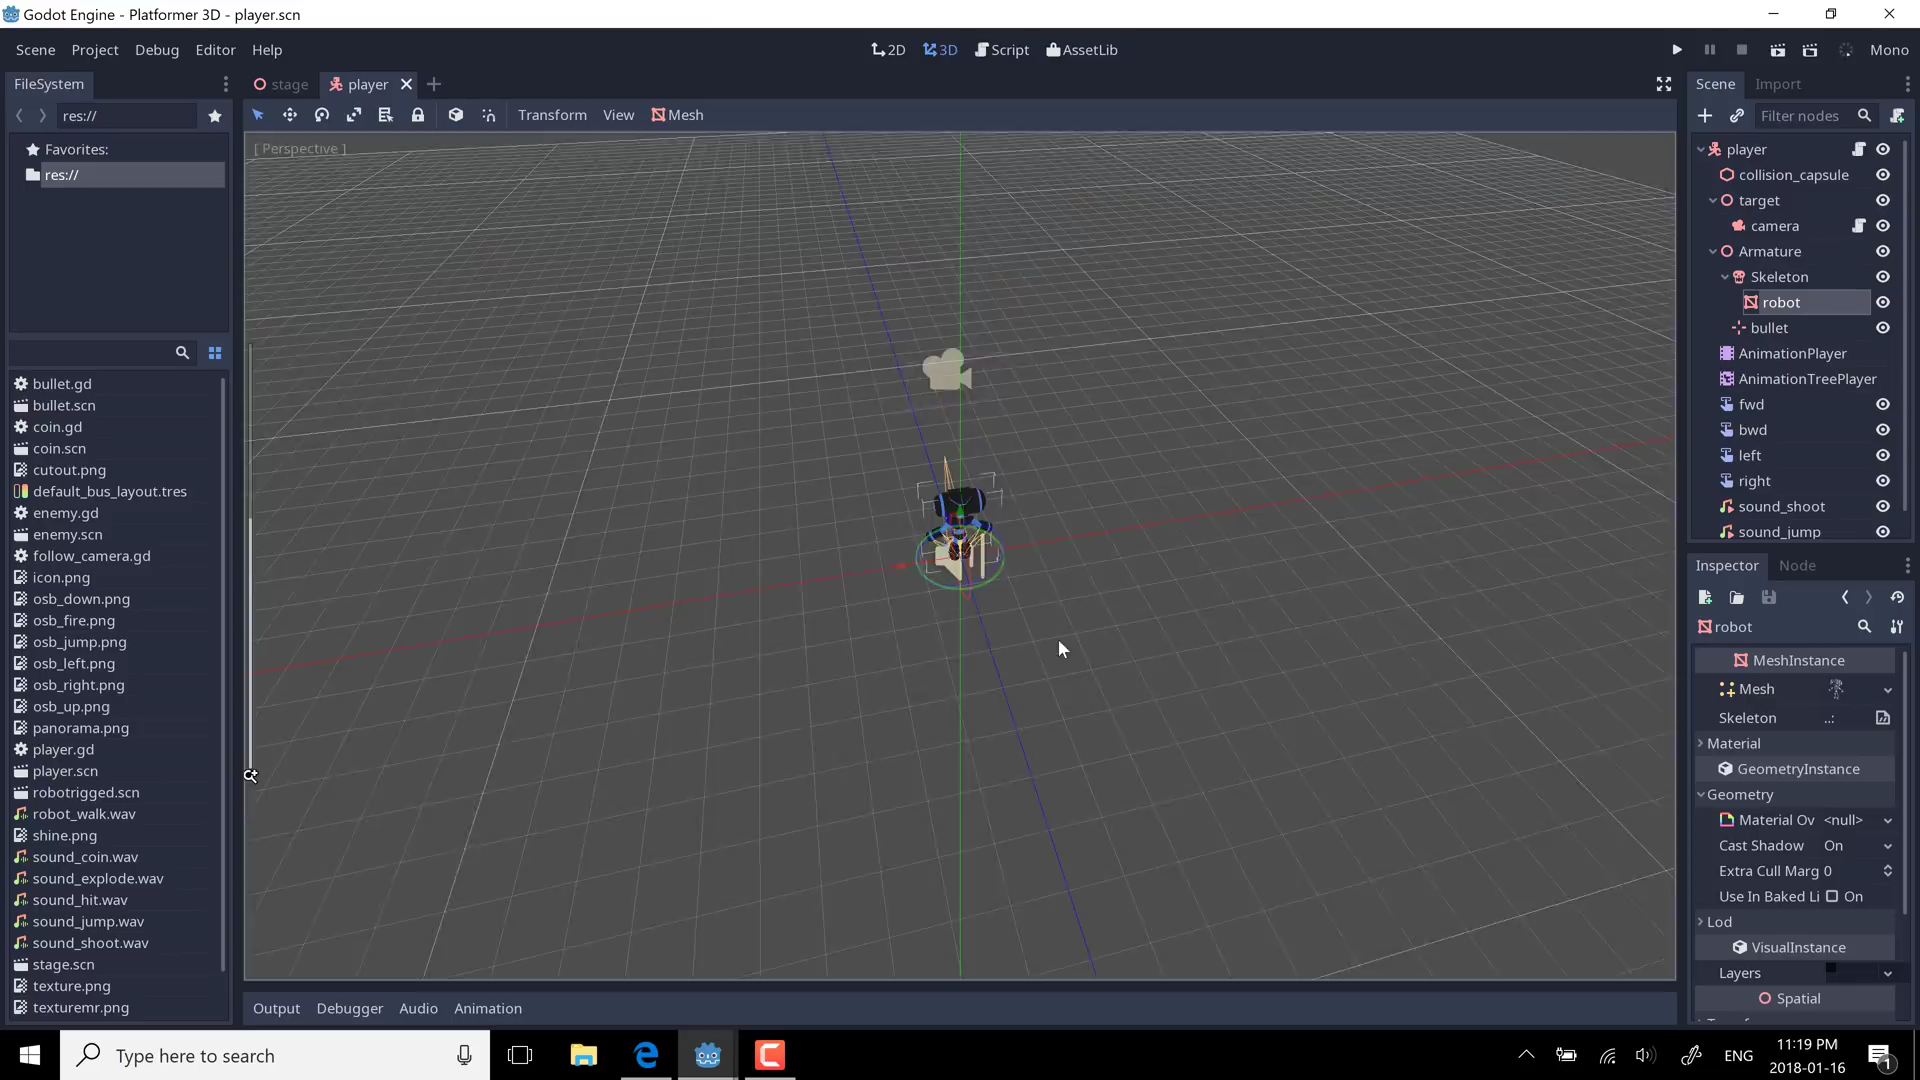 Godot Engine - Platformer 3D - player.scn
Scene Project Debug Editor Help
2D 3D Script AssetLib
Mono
FileSystem
res://
Favorites:
res://
bullet.gd
bullet.scn
coin.gd
coin.scn
cutout.png
default_bus_layout.tres
enemy.gd
enemy.scn
follow_camera.gd
icon.png
osb_down.png
osb_fire.png
osb_jump.png
osb_left.png
osb_right.png
osb_up.png
panorama.png
player.gd
player.scn
robotrigged.scn
robot_walk.wav
shine.png
sound_coin.wav
sound_explode.wav
sound_hit.wav
sound_jump.wav
sound_shoot.wav
stage.scn
texture.png
texturemr.png
stage player
Transform View Mesh
[ Perspective ]
Output Debugger Audio Animation
Scene Import
Filter nodes
player
collision_capsule
target
camera
Armature
Skeleton
robot
bullet
AnimationPlayer
AnimationTreePlayer
fwd
bwd
left
right
sound_shoot
sound_jump
Inspector Node
robot
MeshInstance
Mesh
Skeleton ..:
Material
GeometryInstance
Geometry
Material Ov <null>
Cast Shadow On
Extra Cull Marg 0
Use In Baked Li On
Lod
VisualInstance
Layers
Spatial
Type here to search
ENG
11:19 PM
2018-01-16
1